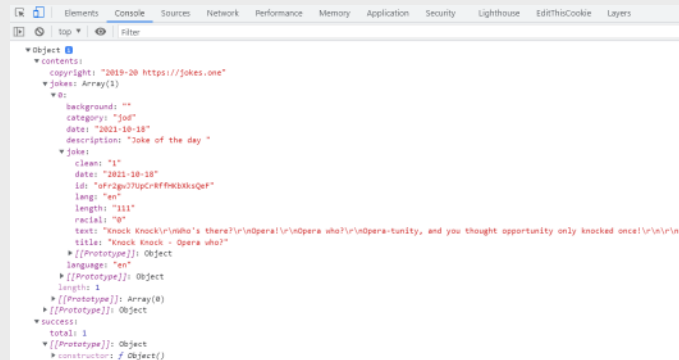 Elements Console Sources Network Performance Memory Application Security Lighthouse EditThisCookie Layers
top ▼ Filter
▼Object i
▼contents:
copyright: "2019-20 https://jokes.one"
▼jokes: Array(1)
▼0:
background: ""
category: "jod"
date: "2021-10-18"
description: "Joke of the day "
▼joke:
clean: "1"
date: "2021-10-18"
lang: "en"
length: "111"
racial: "0"
text: "Knock Knock\r\nWho's there?\r\nOpera!\r\nOpera who?\r\nOpera-tunity, and you thought opportunity only knocked once!\r\n\r\n
title: "Knock Knock - Opera who?"
▶[[Prototype]]: Object
language: "en"
▶[[Prototype]]: Object
length: 1
▶[[Prototype]]: Array(0)
▶[[Prototype]]: Object
▼success:
total: 1
▼[[Prototype]]: Object
▶constructor: ƒ Object()